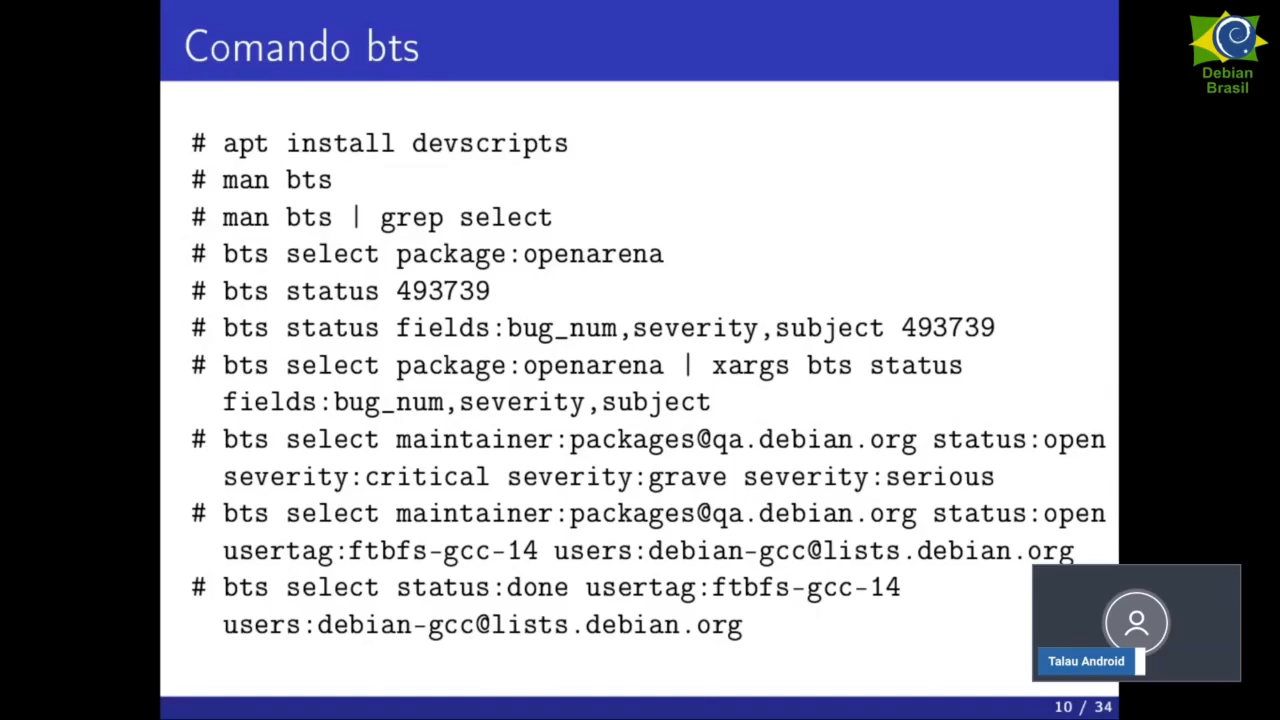 Comando bts
Debian
Brasil
# apt install devscripts
# man bts
# man bts | grep select
# bts select package:openarena
# bts status 493739
# bts status fields:bug_num,severity,subject 493739
# bts select package:openarena | xargs bts status
fields:bug_num,severity,subject
# bts select maintainer:packages@qa.debian.org status:open
severity:critical severity:grave severity:serious
# bts select maintainer:packages@qa.debian.org status:open
usertag:ftbfs-gcc-14 users:debian-gcc@lists.debian.org
# bts select status:done usertag:ftbfs-gcc-14
users:debian-gcc@lists.debian.org
Talau Android
10 / 34